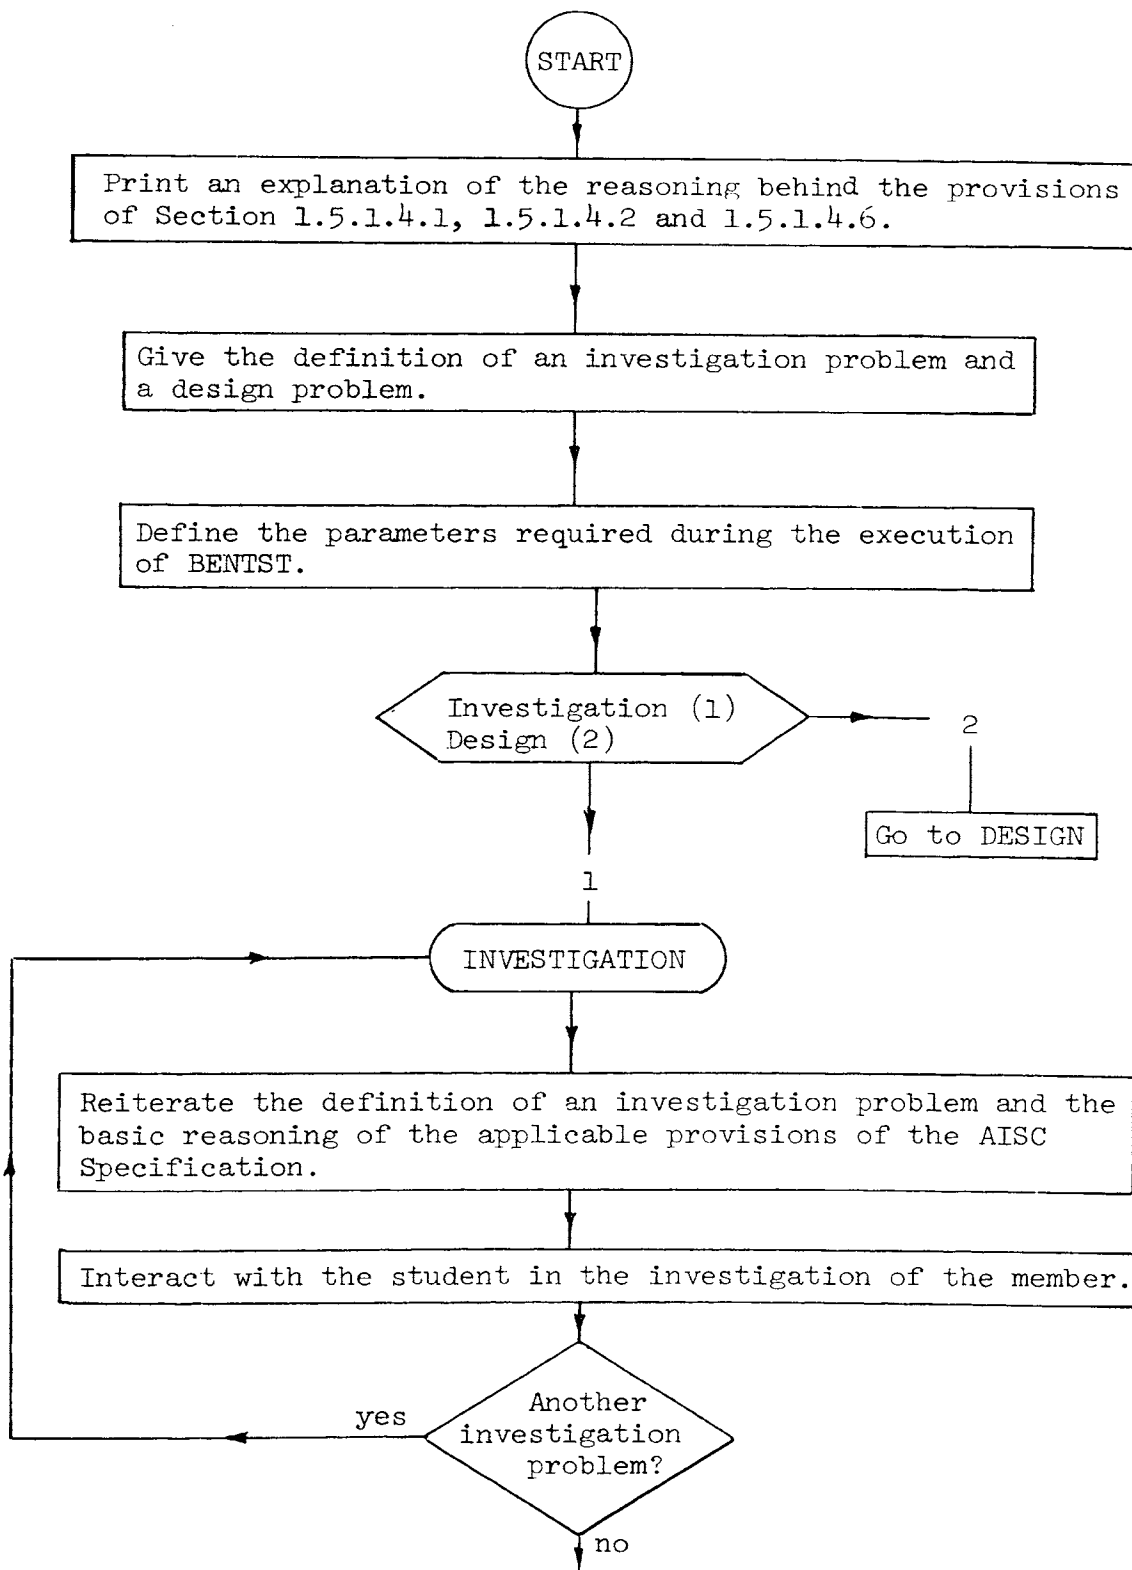 START
Print an explanation of the reasoning behind the provisions
of Section 1.5.1.4.1, 1.5.1.4.2 and 1.5.1.4.6.
Give the definition of an investigation problem and
a design problem.
Define the parameters required during the execution
of BENTST.
Investigation (1)
Design (2)
2
Go to DESIGN
1
INVESTIGATION
Reiterate the definition of an investigation problem and the
basic reasoning of the applicable provisions of the AISC
Specification.
Interact with the student in the investigation of the member.
Another
investigation
problem?
yes
no